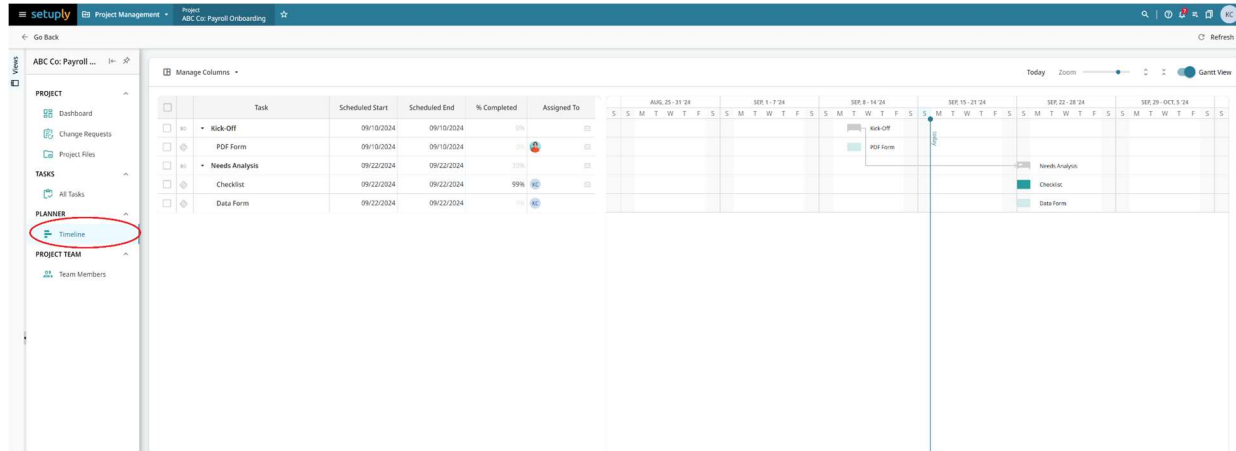 setuply Project Management Project
ABC Co: Payroll Onboarding KC
Go Back Refresh
Views
ABC Co: Payroll ...
Manage Columns Today Zoom Gantt View
PROJECT
Dashboard
Change Requests
Project Files
TASKS
All Tasks
PLANNER
Timeline
PROJECT TEAM
Team Members
Task Scheduled Start Scheduled End % Completed Assigned To
Kick-Off 09/10/2024 09/10/2024 0%
PDF Form 09/10/2024 09/10/2024
Needs Analysis 09/22/2024 09/22/2024 33%
Checklist 09/22/2024 09/22/2024 99% KC
Data Form 09/22/2024 09/22/2024 KC
AUG, 25 - 31 '24 SEP, 1 - 7 '24 SEP, 8 - 14 '24 SEP, 15 - 21 '24 SEP, 22 - 28 '24 SEP, 29 - OCT, 5 '24
S S M T W T F S S M T W T F S S M T W T F S S M T W T F S S M T W T F S S
Kick-Off
PDF Form
today
Needs Analysis
Checklist
Data Form